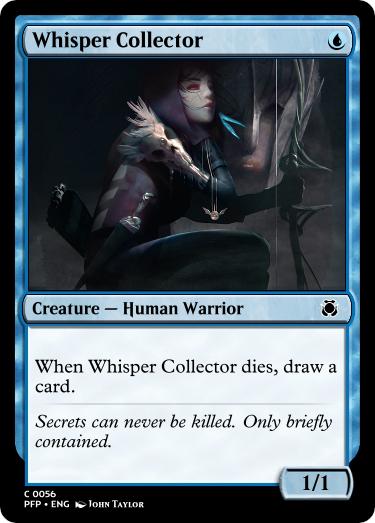 Whisper Collector
Creature — Human Warrior
When Whisper Collector dies, draw a
card.
Secrets can never be killed. Only briefly
contained.
1/1
C 0056
PFP • ENG John Taylor